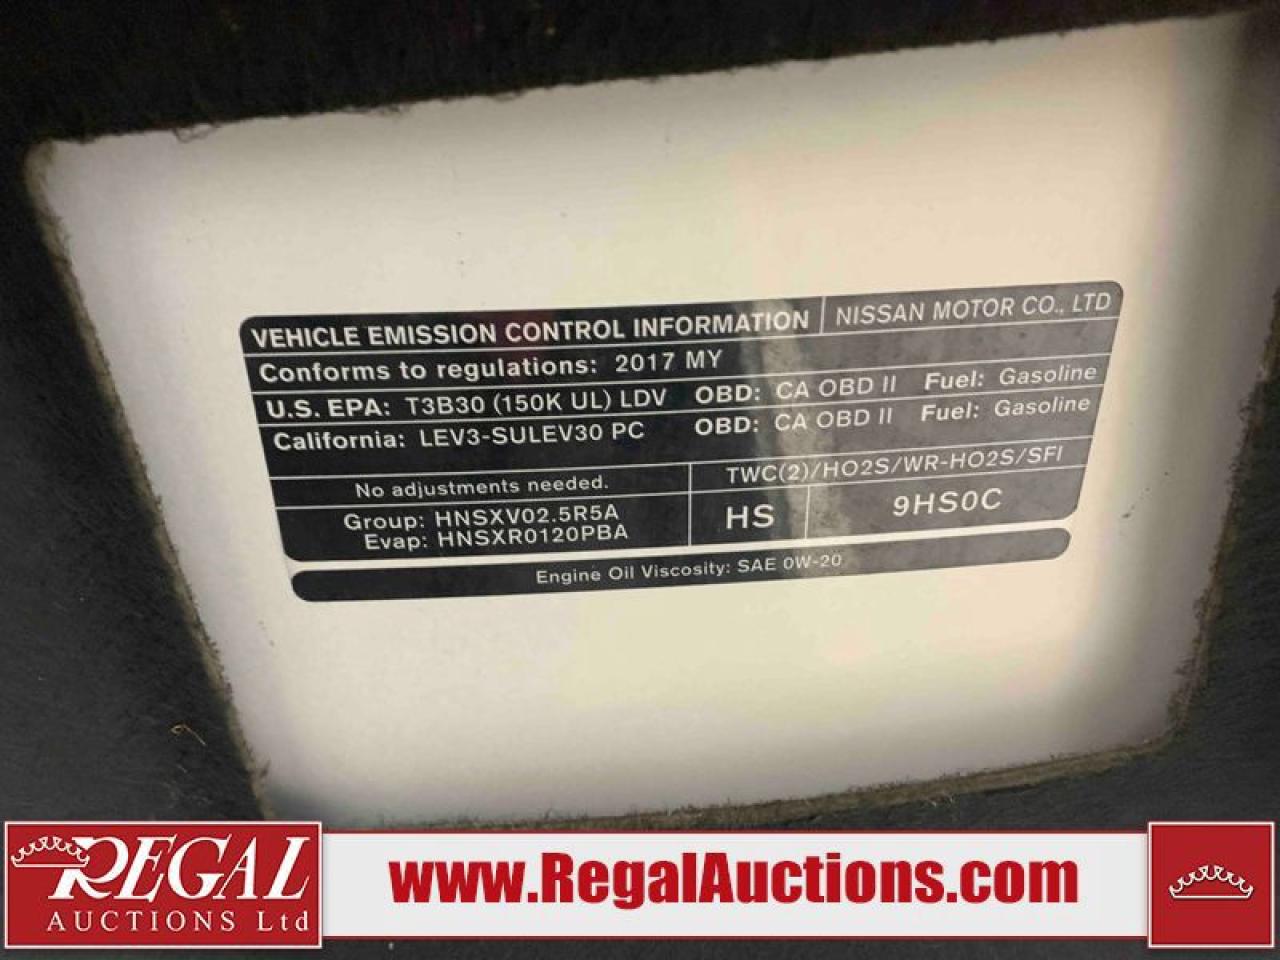 VEHICLE EMISSION CONTROL INFORMATION NISSAN MOTOR CO., LTD
Conforms to regulations: 2017 MY
U.S. EPA: T3B30 (150K UL) LDV OBD: CA OBD II Fuel: Gasoline
California: LEV3-SULEV30 PC OBD: CA OBD II Fuel: Gasoline
No adjustments needed. TWC(2)/HO2S/WR-HO2S/SFI
Group: HNSXV02.5R5A
Evap: HNSXR0120PBA
HS 9HS0C
Engine Oil Viscosity: SAE 0W-20
REGAL
AUCTIONS Ltd
www.RegalAuctions.com